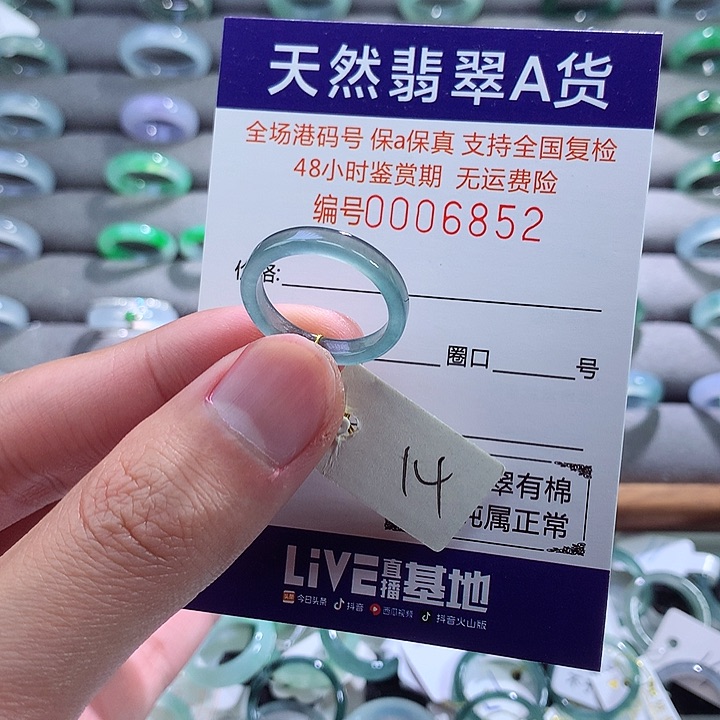 天然翡翠A货
全场港码号 保a保真 支持全国复检
48小时鉴赏期 无运费险
编号0006852
格:
圈口 号
14
翠有棉
纯属正常
LiVE直播基地
今日头条 抖音 西瓜视频 抖音火山版